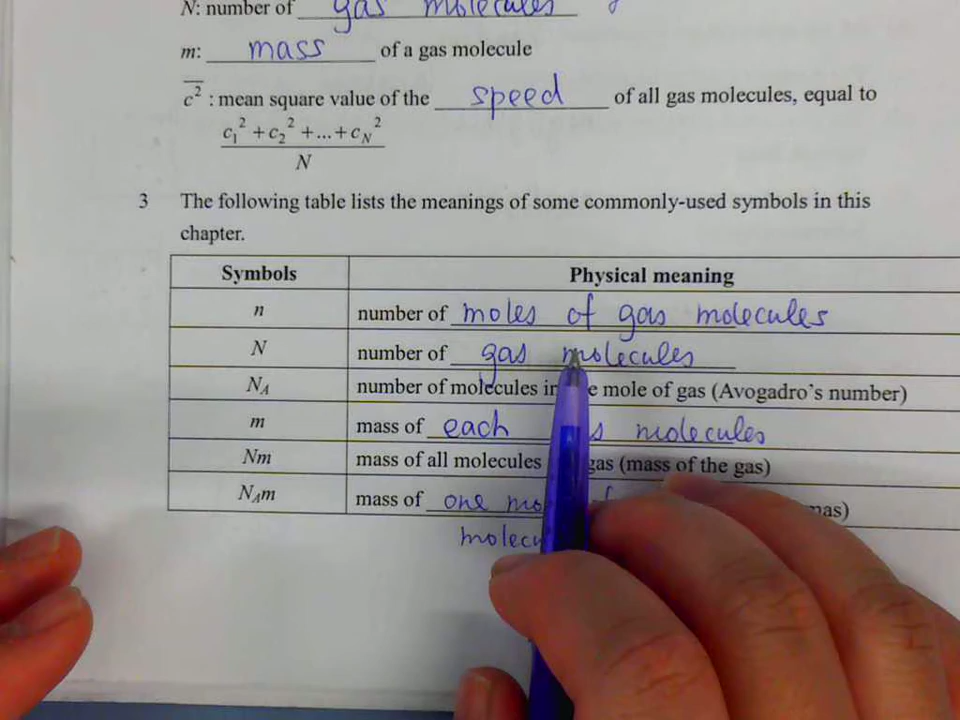 N: number of gas molecules
m: mass of a gas molecule
c² : mean square value of the speed of all gas molecules, equal to
c₁² + c₂² + ... + c_N²
N
3 The following table lists the meanings of some commonly-used symbols in this
chapter.
Symbols Physical meaning
n number of moles of gas molecules
N number of gas molecules
N_A number of molecules in mole of gas (Avogadro's number)
m mass of each molecules
Nm mass of all molecules gas (mass of the gas)
N_Am mass of one